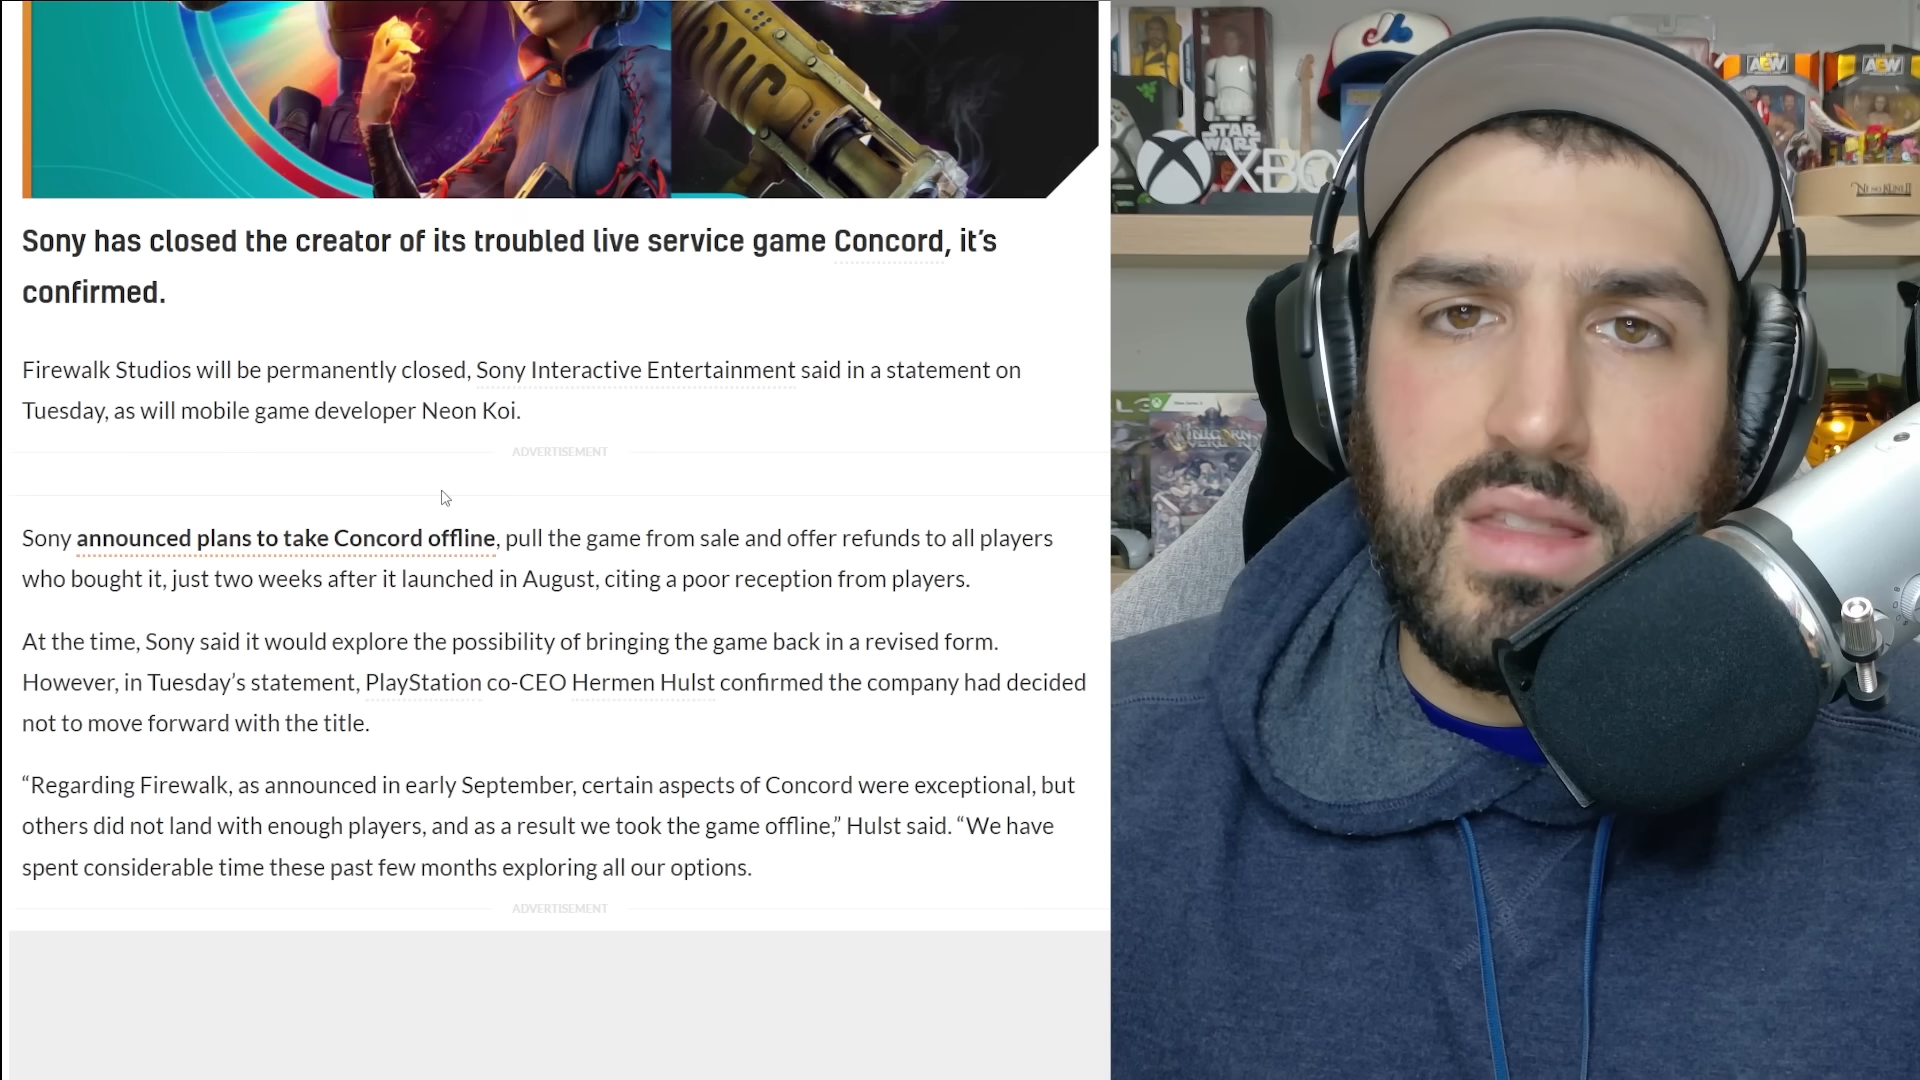 Sony has closed the creator of its troubled live service game Concord, it’s
confirmed.
Firewalk Studios will be permanently closed, Sony Interactive Entertainment said in a statement on
Tuesday, as will mobile game developer Neon Koi.
ADVERTISEMENT
Sony announced plans to take Concord offline, pull the game from sale and offer refunds to all players
who bought it, just two weeks after it launched in August, citing a poor reception from players.
At the time, Sony said it would explore the possibility of bringing the game back in a revised form.
However, in Tuesday’s statement, PlayStation co-CEO Hermen Hulst confirmed the company had decided
not to move forward with the title.
“Regarding Firewalk, as announced in early September, certain aspects of Concord were exceptional, but
others did not land with enough players, and as a result we took the game offline,” Hulst said. “We have
spent considerable time these past few months exploring all our options.
ADVERTISEMENT
STAR
WARS
XBO
AEW
AEW
NI NO KUNI II
UNICORN
OVERLORD